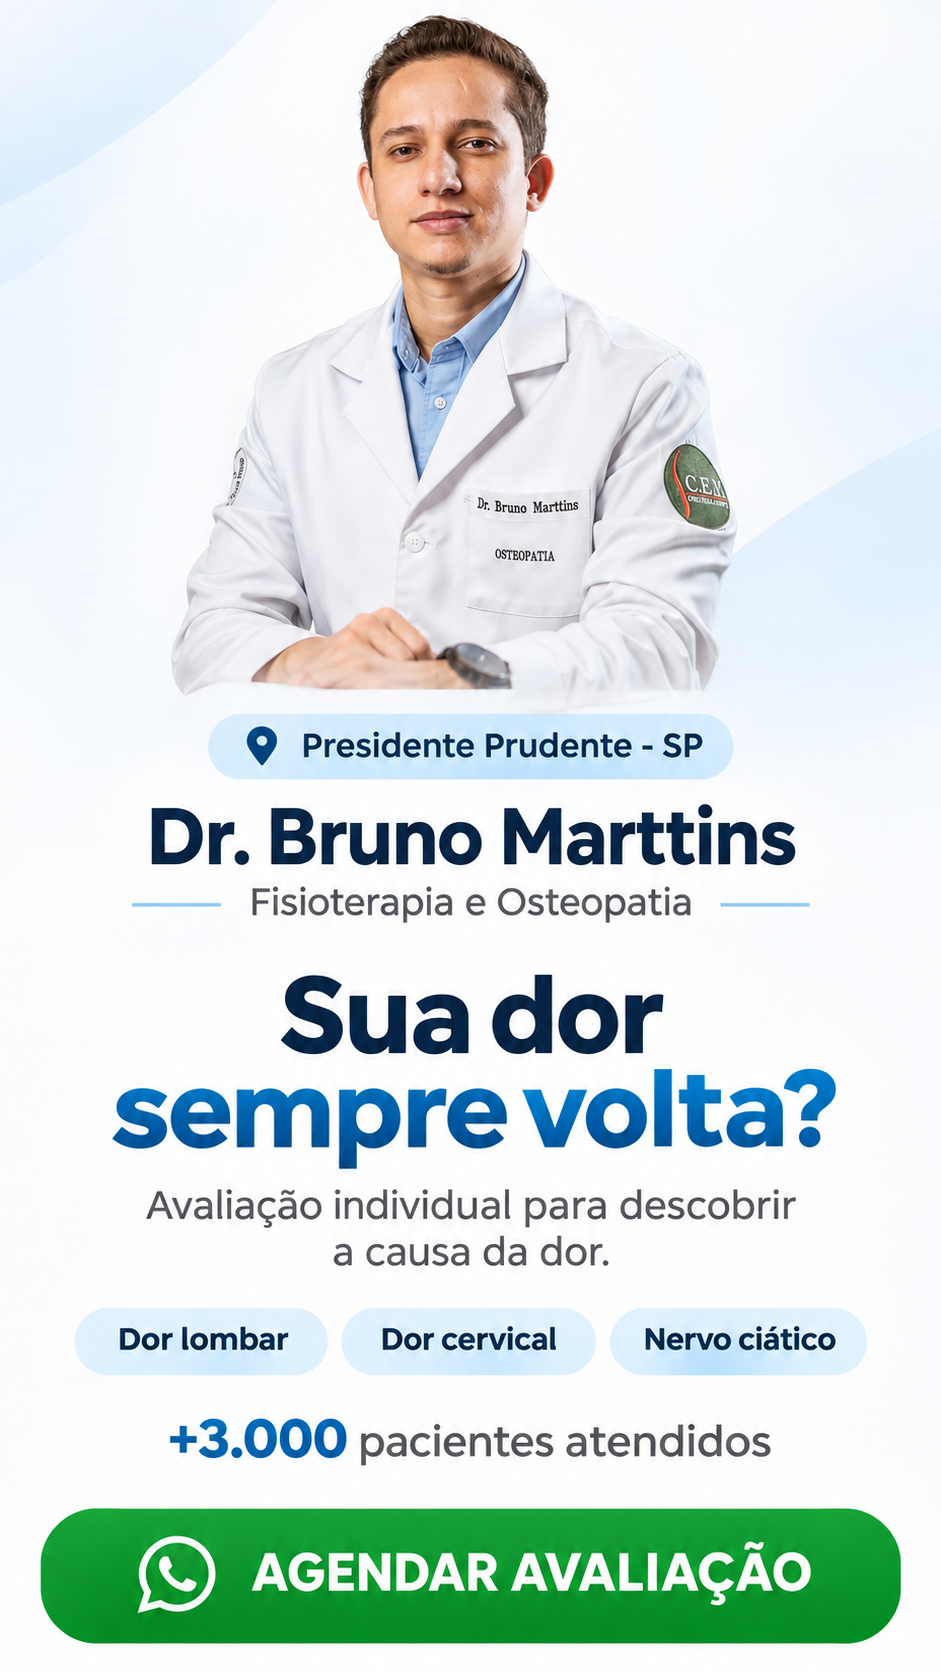 Dr. Bruno Marttins
OSTEOPATIA
C.E.M
Presidente Prudente - SP
Dr. Bruno Marttins
Fisioterapia e Osteopatia
Sua dor
sempre volta?
Avaliação individual para descobrir
a causa da dor.
Dor lombar
Dor cervical
Nervo ciático
+3.000 pacientes atendidos
AGENDAR AVALIAÇÃO